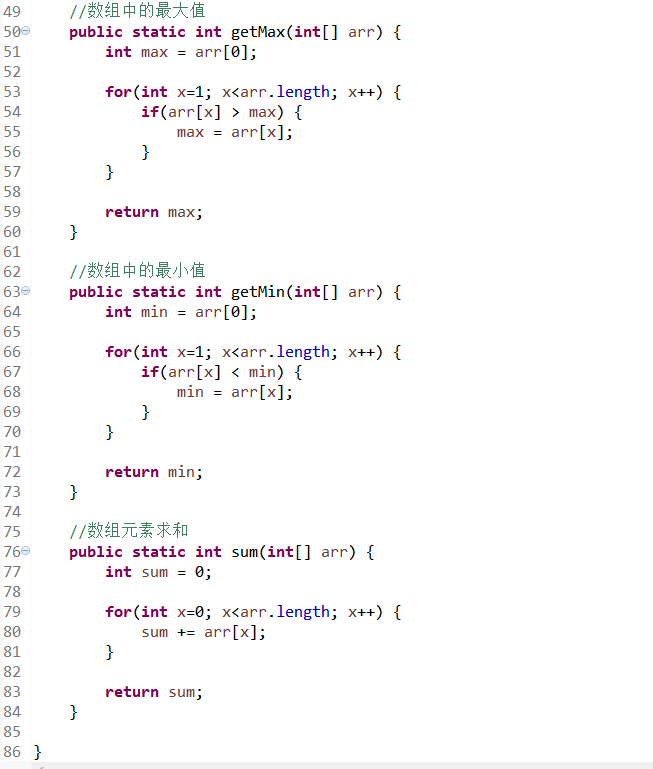 49     //数组中的最大值
50     public static int getMax(int[] arr) {
51         int max = arr[0];
52
53         for(int x=1; x<arr.length; x++) {
54             if(arr[x] > max) {
55                 max = arr[x];
56             }
57         }
58
59         return max;
60     }
61
62     //数组中的最小值
63     public static int getMin(int[] arr) {
64         int min = arr[0];
65
66         for(int x=1; x<arr.length; x++) {
67             if(arr[x] < min) {
68                 min = arr[x];
69             }
70         }
71
72         return min;
73     }
74
75     //数组元素求和
76     public static int sum(int[] arr) {
77         int sum = 0;
78
79         for(int x=0; x<arr.length; x++) {
80             sum += arr[x];
81         }
82
83         return sum;
84     }
85
86 }